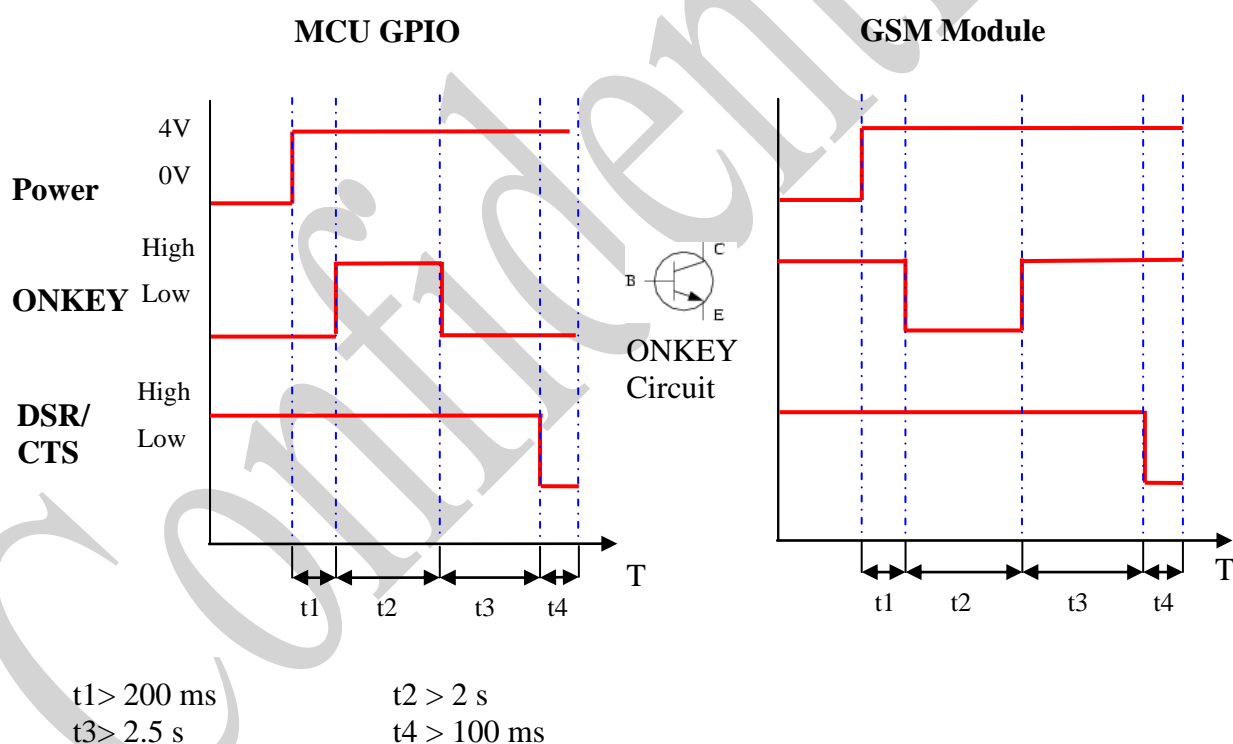 MCU GPIO
GSM Module
4V
0V
Power
High
Low
ONKEY
C
B
E
ONKEY
Circuit
High
Low
DSR/
CTS
T
t1 t2 t3 t4
T
t1 t2 t3 t4
t1> 200 ms t2 > 2 s
t3> 2.5 s t4 > 100 ms
Confidenti